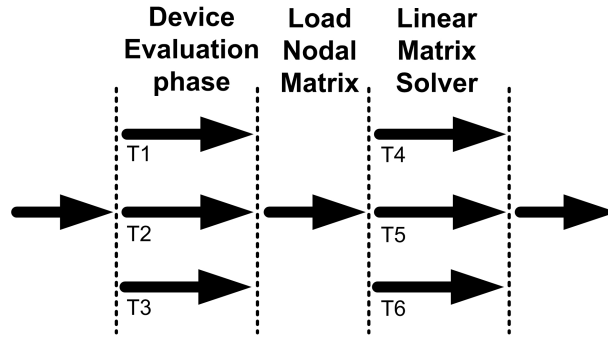 Device
Evaluation
phase
Load
Nodal
Matrix
Linear
Matrix
Solver
T1
T4
T2
T5
T3
T6